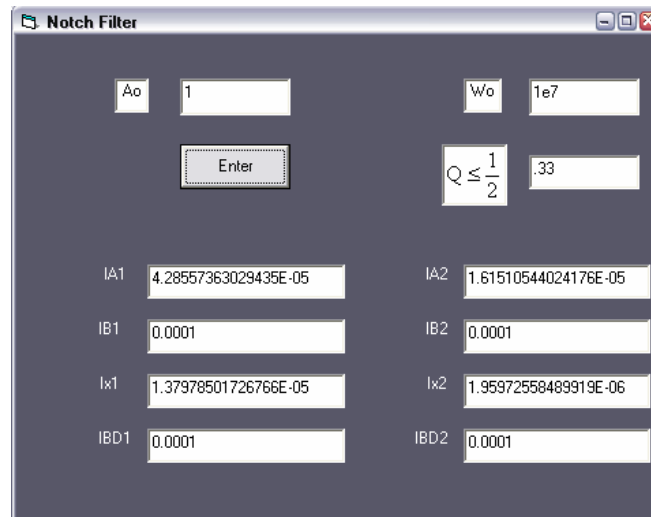 Notch Filter
Ao 1 Wo 1e7
Enter Q ≤ 1/2 .33
IA1 4.28557363029435E-05 IA2 1.61510544024176E-05
IB1 0.0001 IB2 0.0001
Ix1 1.37978501726766E-05 Ix2 1.95972558489919E-06
IBD1 0.0001 IBD2 0.0001